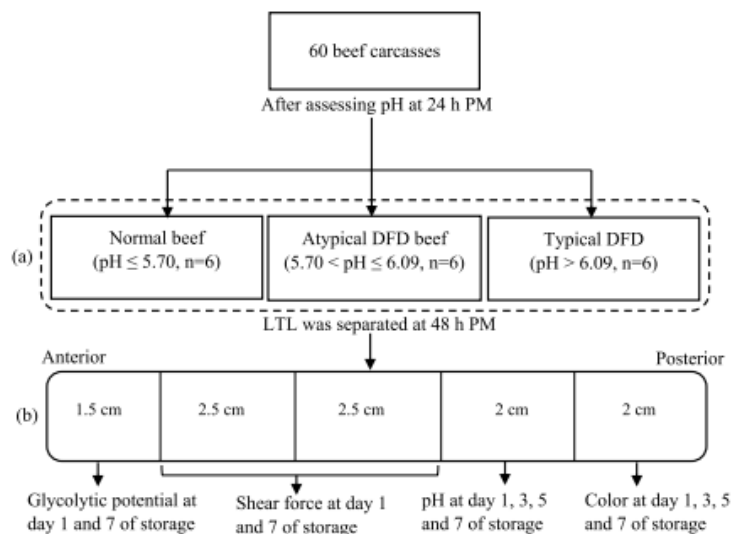 60 beef carcasses
After assessing pH at 24 h PM
(a)
Normal beef
(pH ≤ 5.70, n=6)
Atypical DFD beef
(5.70 < pH ≤ 6.09, n=6)
Typical DFD
(pH > 6.09, n=6)
LTL was separated at 48 h PM
Anterior
Posterior
(b)
1.5 cm
2.5 cm
2.5 cm
2 cm
2 cm
Glycolytic potential at
day 1 and 7 of storage
Shear force at day 1
and 7 of storage
pH at day 1, 3, 5
and 7 of storage
Color at day 1, 3, 5
and 7 of storage